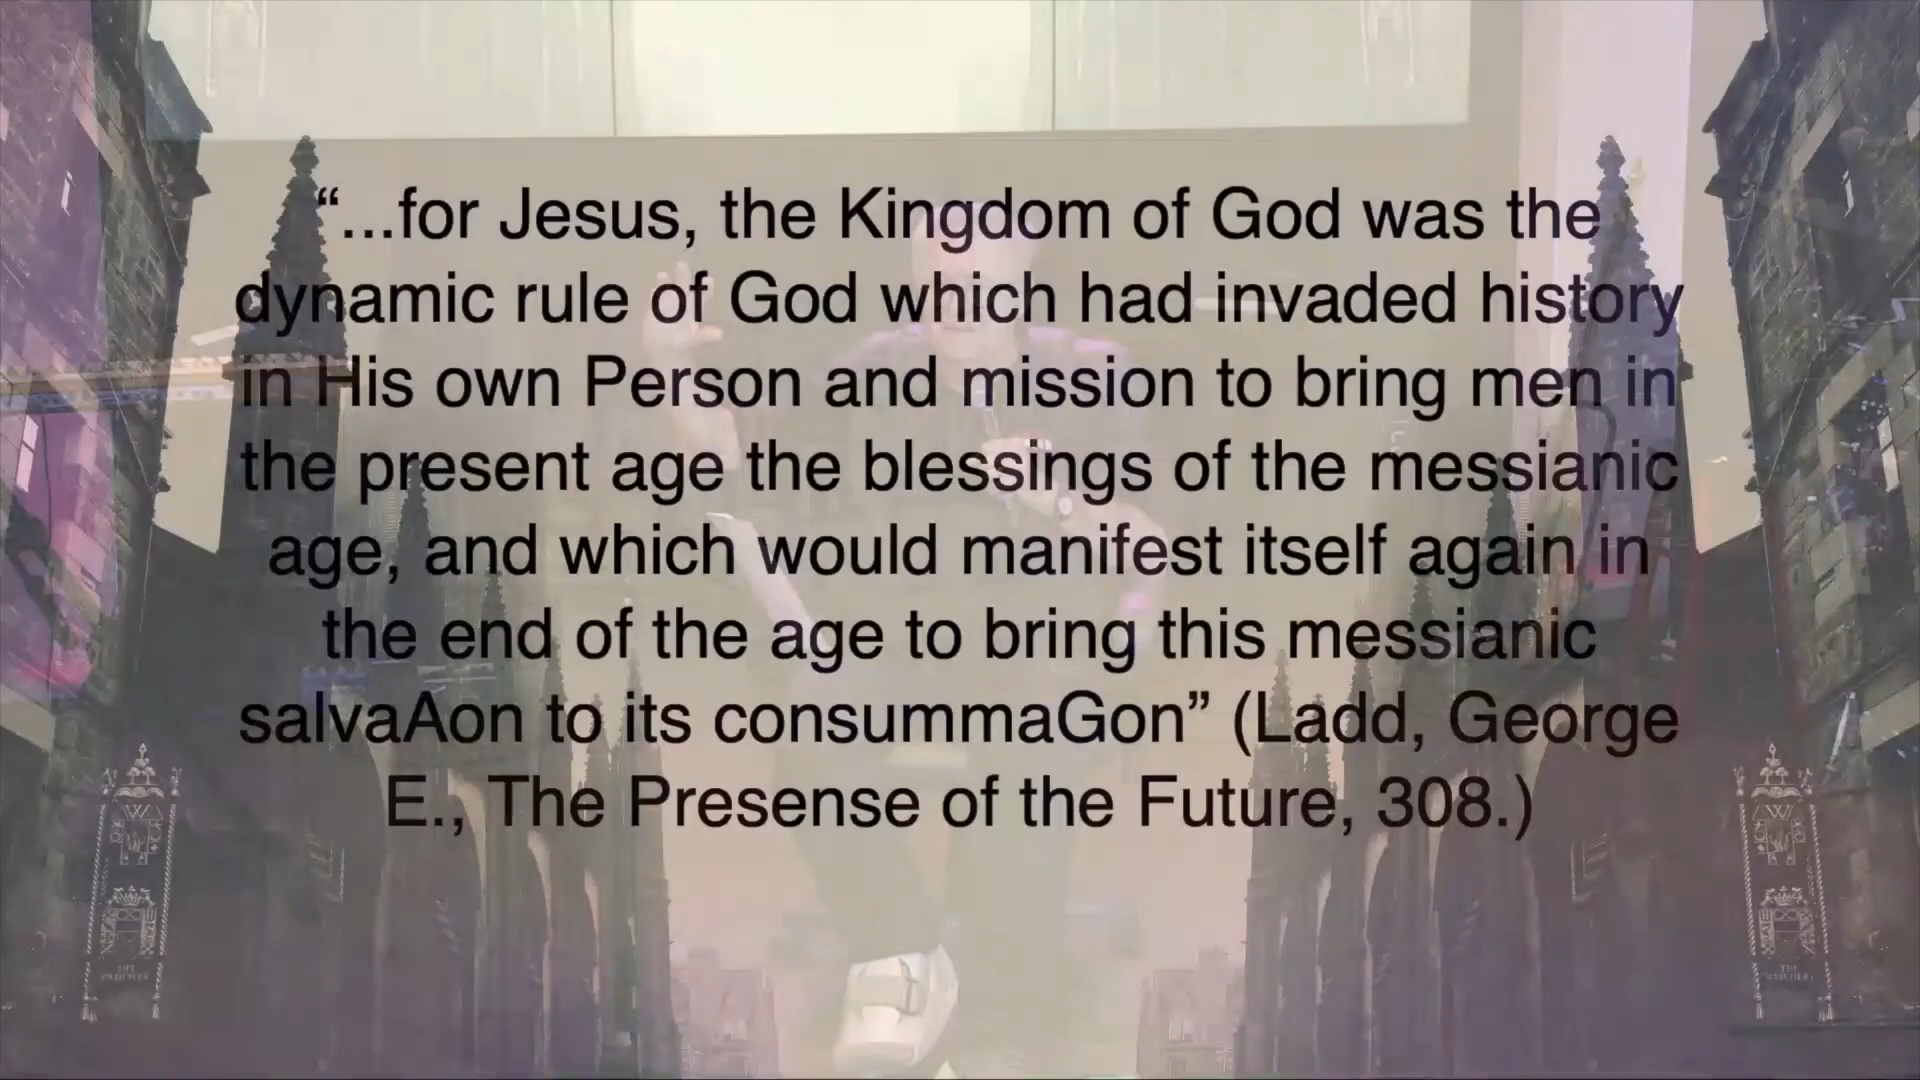 “...for Jesus, the Kingdom of God was the
dynamic rule of God which had invaded history
in His own Person and mission to bring men in
the present age the blessings of the messianic
age, and which would manifest itself again in
the end of the age to bring this messianic
salvaAon to its consummaGon” (Ladd, George
E., The Presense of the Future, 308.)